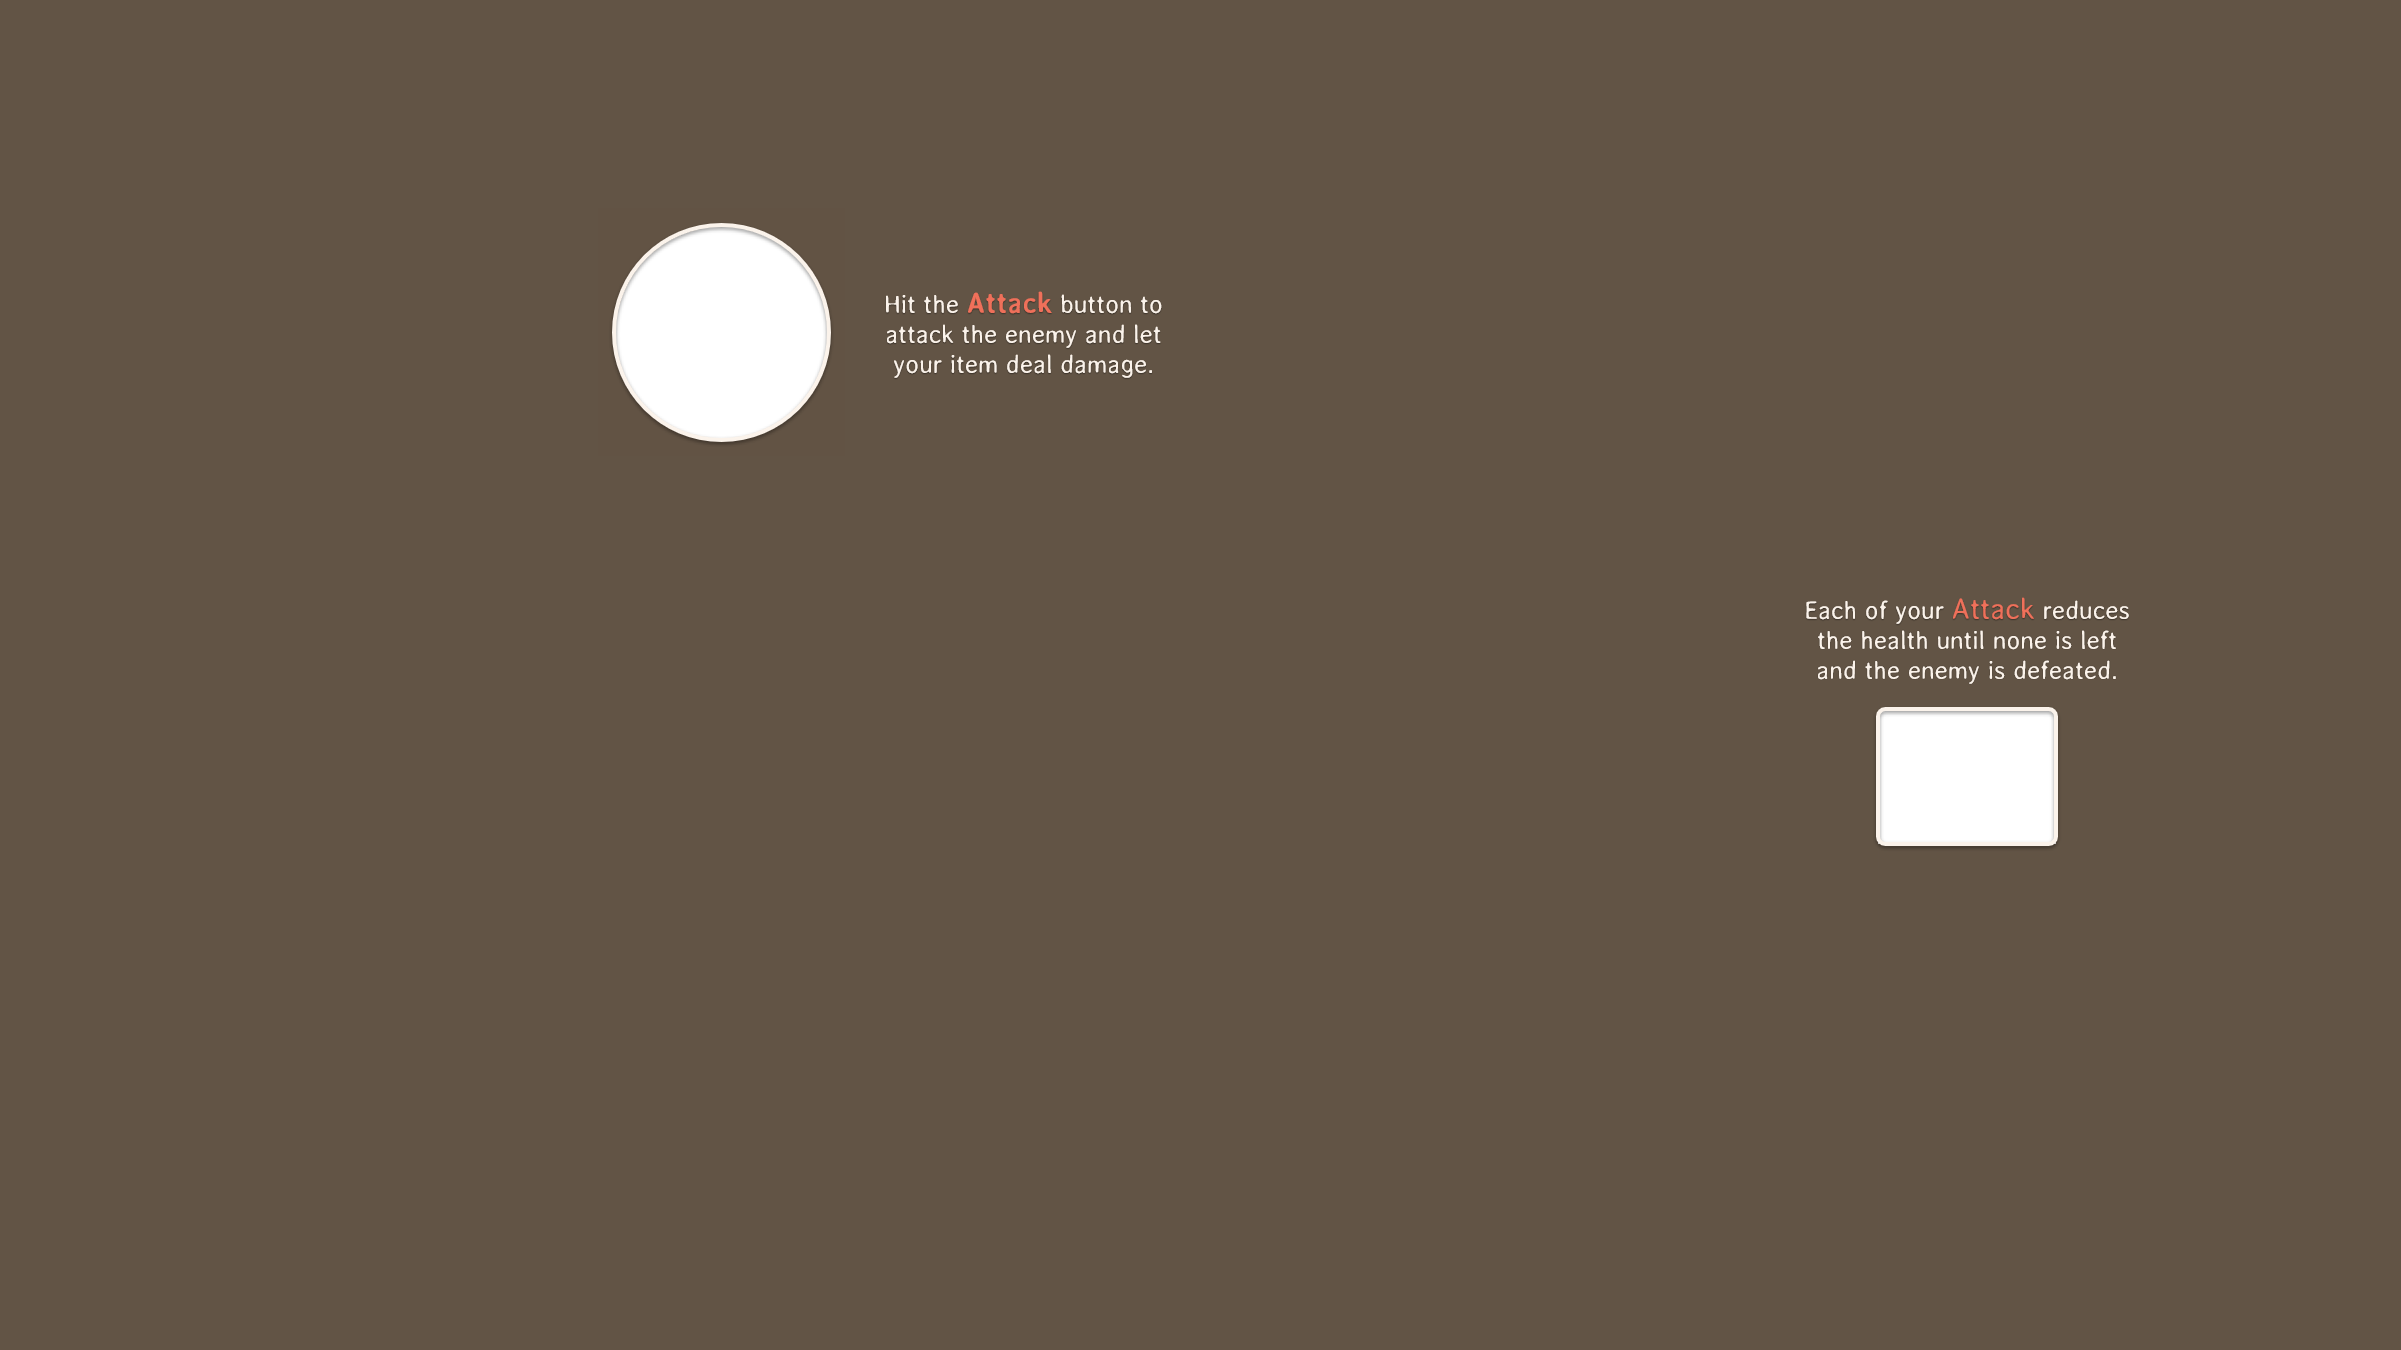 Hit the Attack button to
attack the enemy and let
your item deal damage.
Each of your Attack reduces
the health until none is left
and the enemy is defeated.